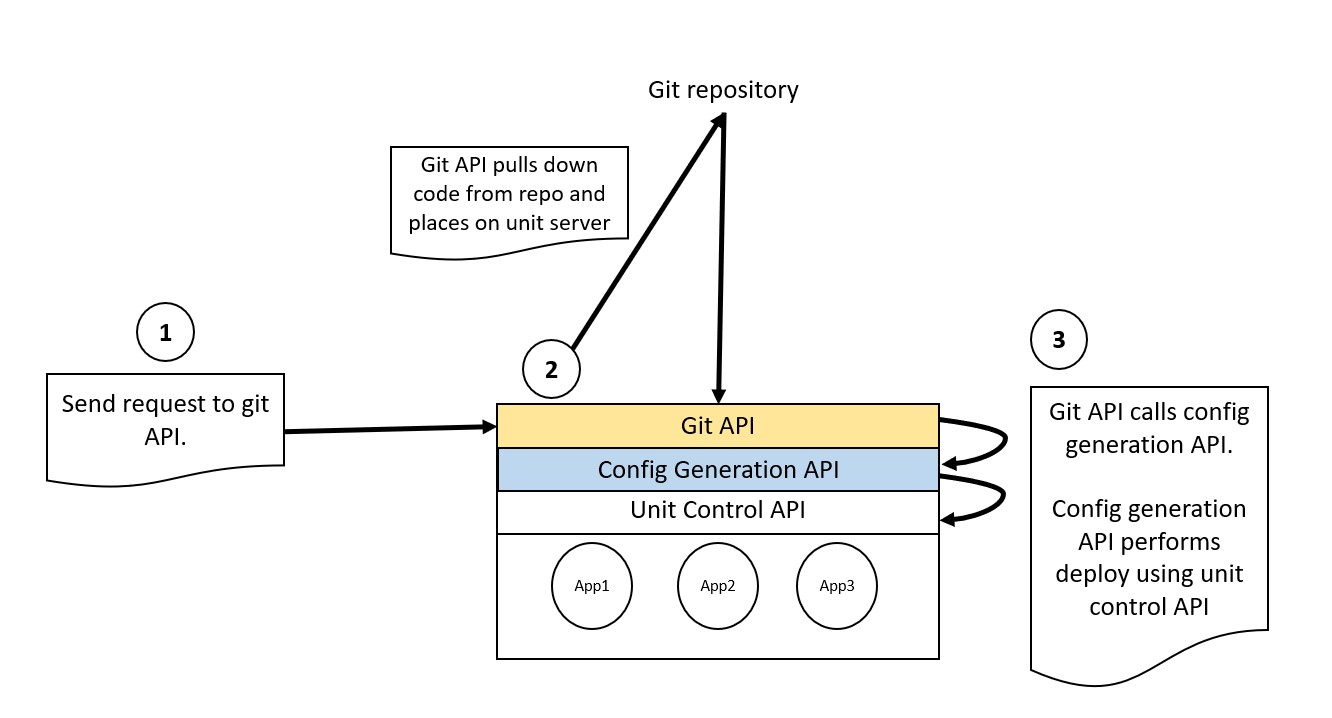 Git repository
Git API pulls down
code from repo and
places on unit server
1
Send request to git
API.
2
3
Git API calls config
generation API.
Config generation
API performs
deploy using unit
control API
Git API
Config Generation API
Unit Control API
App1
App2
App3